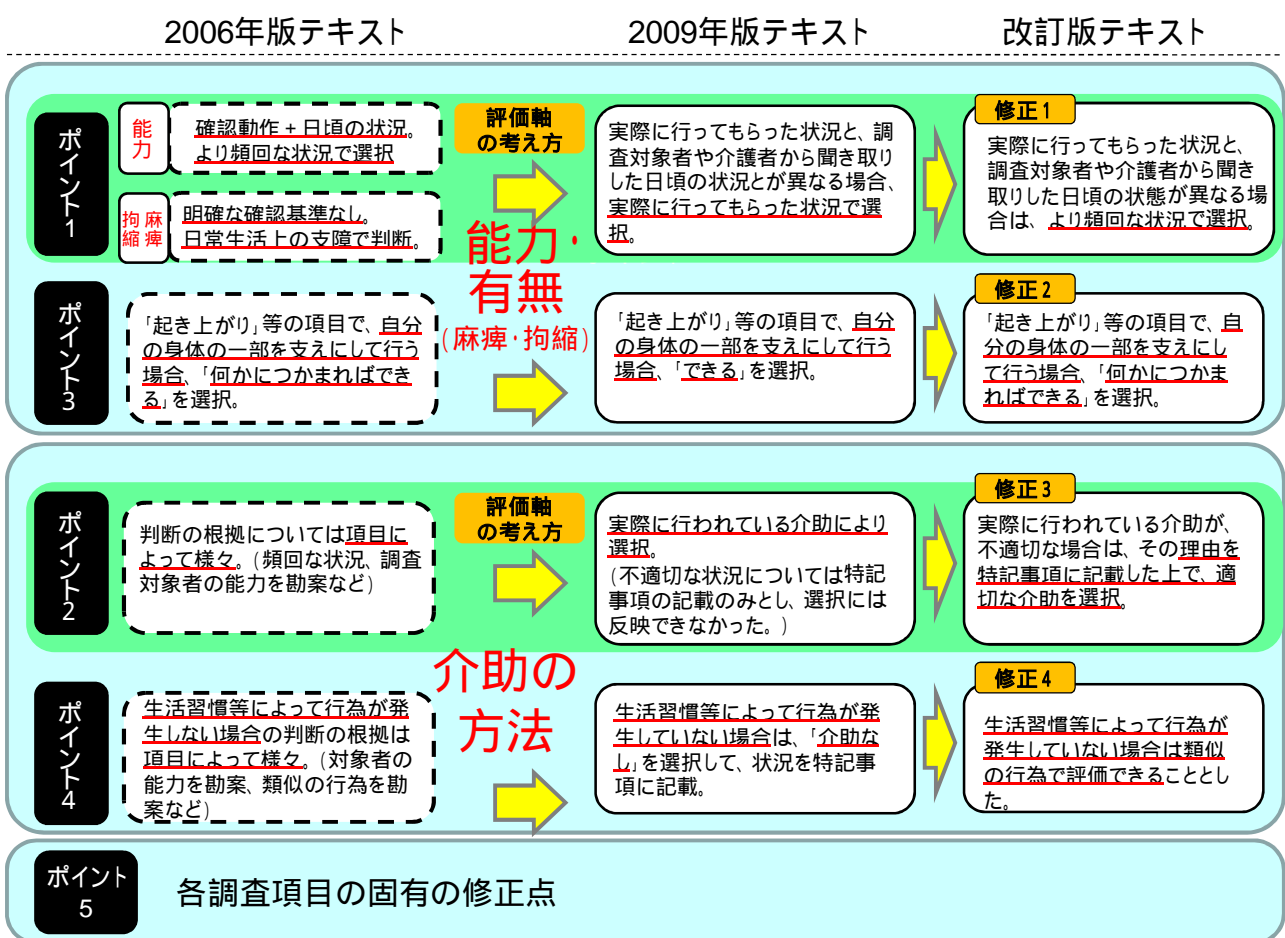 2006年版テキスト
2009年版テキスト
改訂版テキスト
ポイント1
能力
確認動作+日頃の状況。
より頻回な状況で選択
麻痺
拘縮
明確な確認基準なし。
日常生活上の支障で判断。
評価軸
の考え方
実際に行ってもらった状況と、調
査対象者や介護者から聞き取り
した日頃の状況とが異なる場合、
実際に行ってもらった状況で選
択。
修正1
実際に行ってもらった状況と、
調査対象者や介護者から聞き
取りした日頃の状態が異なる場
合は、より頻回な状況で選択。
能力・
有無
(麻痺・拘縮)
ポイント3
「起き上がり」等の項目で、自分
の身体の一部を支えにして行う
場合、「何かにつかまればでき
る」を選択。
「起き上がり」等の項目で、自分
の身体の一部を支えにして行う
場合、「できる」を選択。
修正2
「起き上がり」等の項目で、自
分の身体の一部を支えにし
て行う場合、「何かにつかま
ればできる」を選択。
ポイント2
判断の根拠については項目に
よって様々。(頻回な状況、調査
対象者の能力を勘案など)
評価軸
の考え方
実際に行われている介助により
選択。
(不適切な状況については特記
事項の記載のみとし、選択には
反映できなかった。)
修正3
実際に行われている介助が、
不適切な場合は、その理由を
特記事項に記載した上で、適
切な介助を選択。
介助の
方法
ポイント4
生活習慣等によって行為が発
生しない場合の判断の根拠は
項目によって様々。(対象者の
能力を勘案、類似の行為を勘
案など)
生活習慣等によって行為が発
生していない場合は、「介助な
し」を選択して、状況を特記事
項に記載。
修正4
生活習慣等によって行為が
発生していない場合は類似
の行為で評価できることとし
た。
ポイント
5
各調査項目の固有の修正点